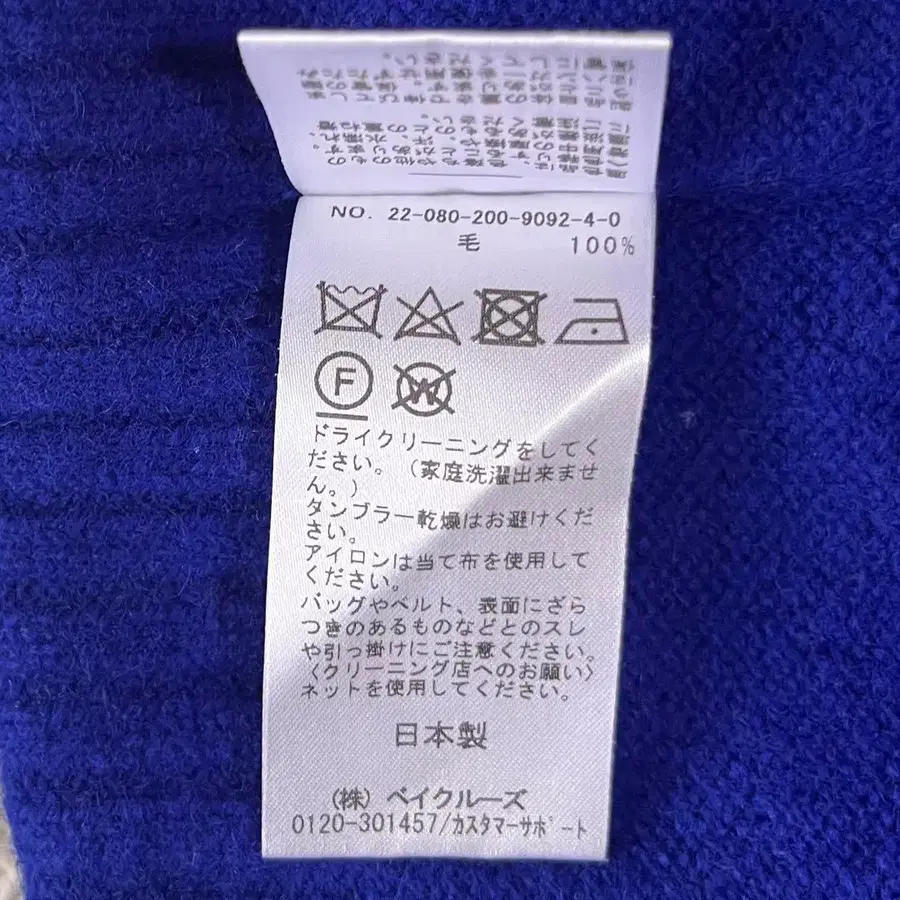 NO. 22-080-200-9092-4-0
毛 100%
F W
ドライクリーニングをしてく
ださい。（家庭洗濯出来ませ
ん。）
タンブラー乾燥はお避けくだ
さい。
アイロンは当て布を使用して
ください。
バッグやベルト、表面にざら
つきのあるものなどとのスレ
や引っ掛けにご注意ください。
〈クリーニング店へのお願い〉
ネットを使用してください。
日本製
（株）ベイクルーズ
0120-301457/カスタマーサポート